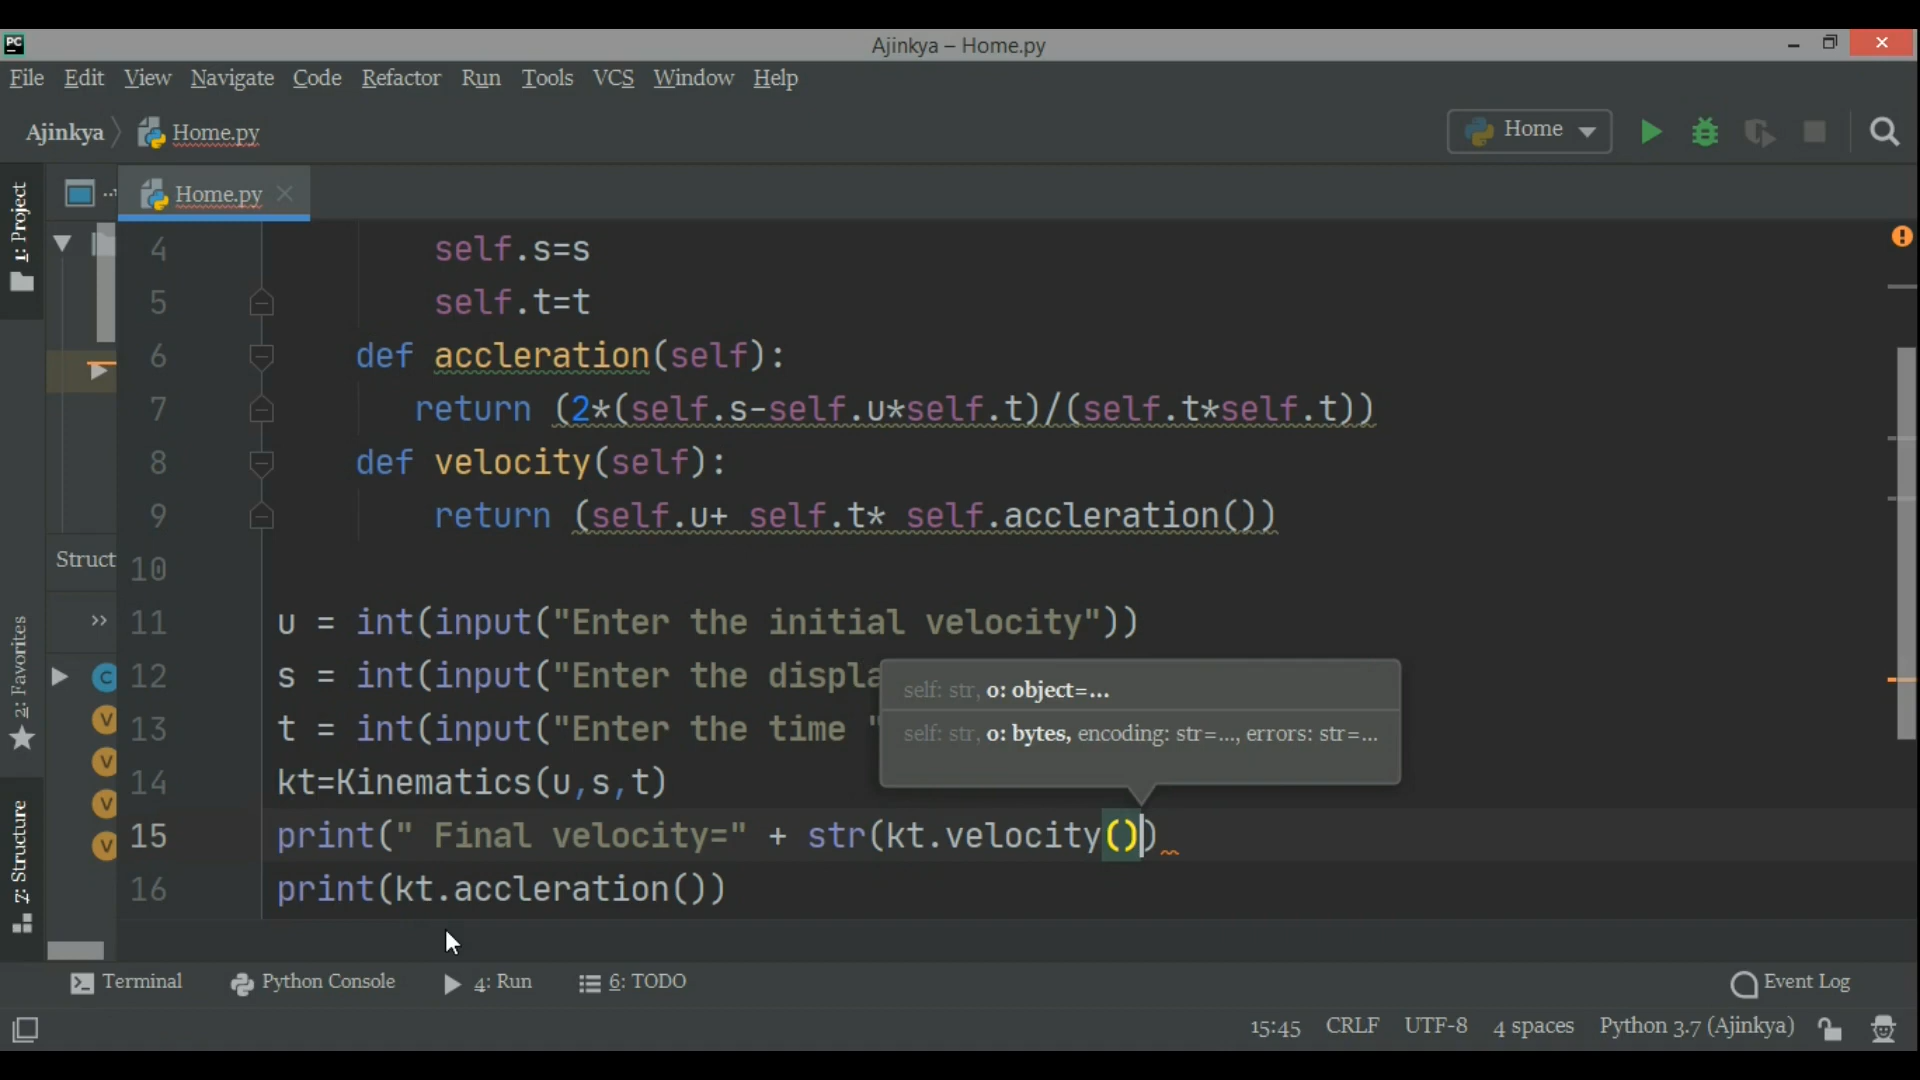 PC
Ajinkya – Home.py
File Edit View Navigate Code Refactor Run Tools VCS Window Help
Ajinkya Home.py
Home
1: Project
Home.py
4 self.s=s
5 self.t=t
6 def accleration(self):
7 return (2*(self.s-self.u*self.t)/(self.t*self.t))
8 def velocity(self):
9 return (self.u+ self.t* self.accleration())
10
Struct
11 u = int(input("Enter the initial velocity"))
12 s = int(input("Enter the displa
self: str, o: object=...
13 t = int(input("Enter the time "
self: str, o: bytes, encoding: str=..., errors: str=...
2: Favorites
C
V
V
V
V
14 kt=Kinematics(u,s,t)
15 print(" Final velocity=" + str(kt.velocity())
16 print(kt.accleration())
Z: Structure
Terminal Python Console 4: Run 6: TODO Event Log
15:45 CRLF UTF-8 4 spaces Python 3.7 (Ajinkya)